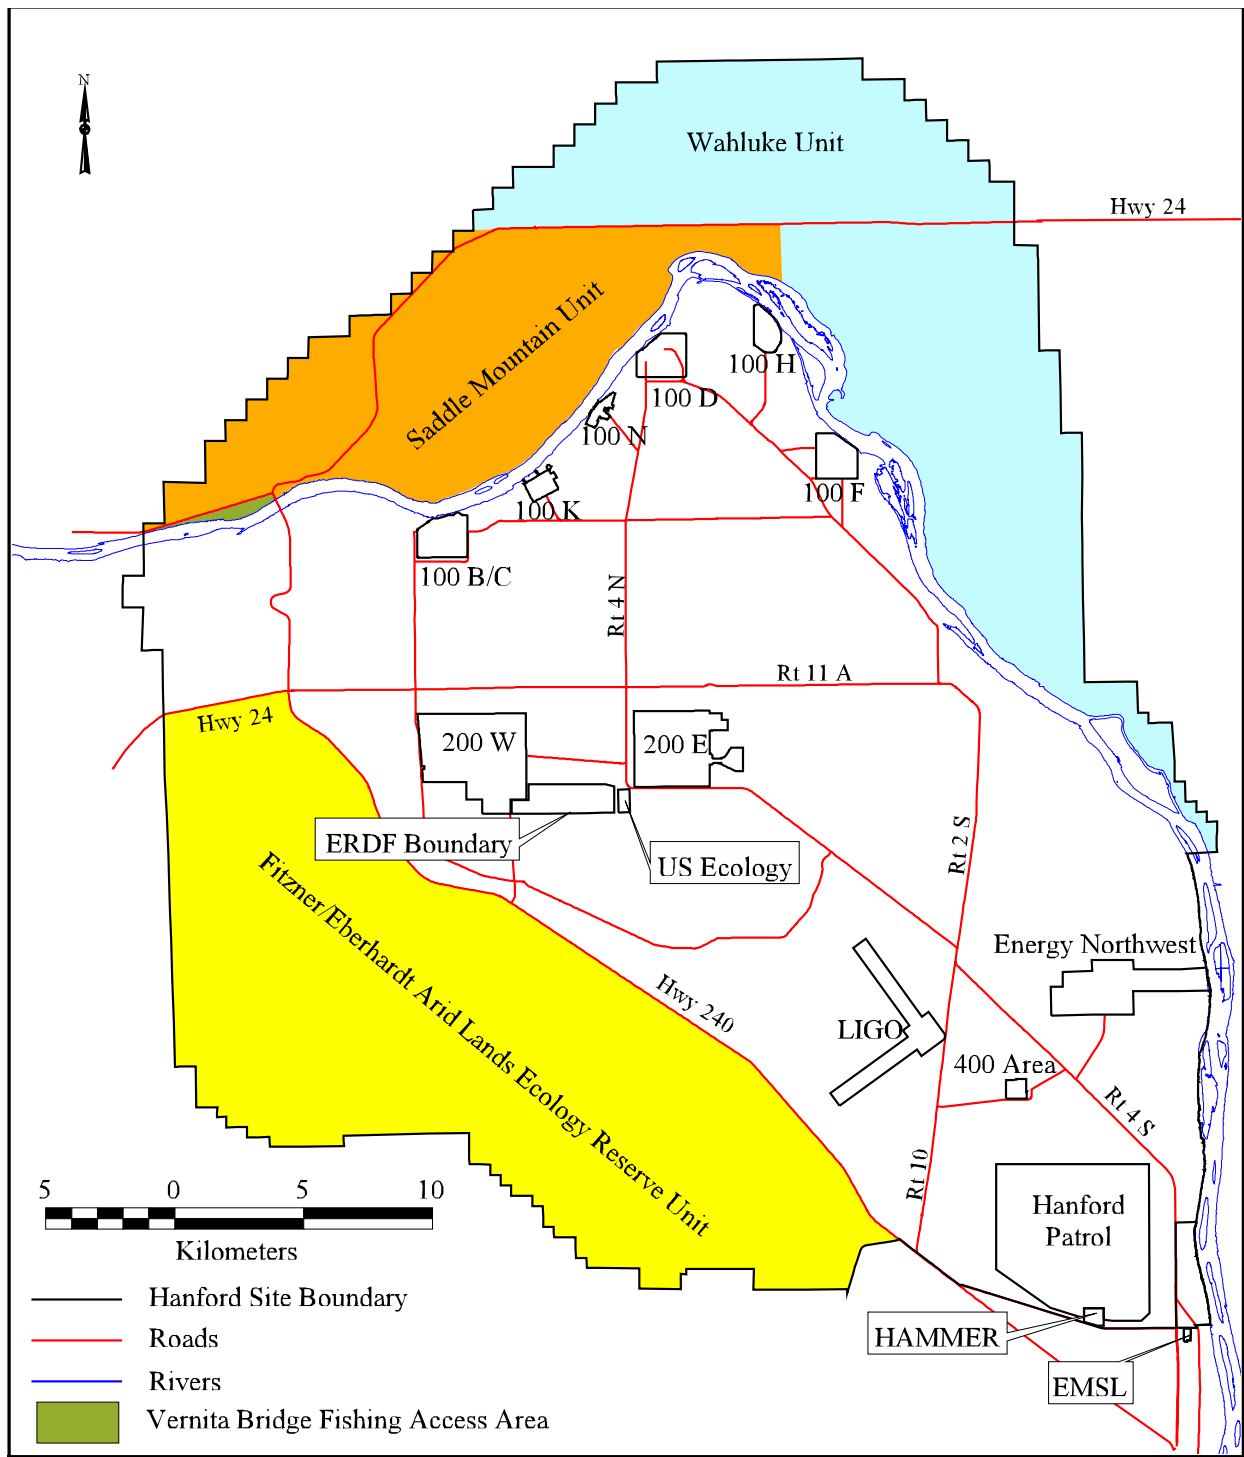 N
Wahluke Unit
Hwy 24
Saddle Mountain Unit
100 H
100 D
100 N
100 F
100 K
100 B/C
Rt 4 N
Rt 11 A
Hwy 24
200 W
200 E
ERDF Boundary
US Ecology
Rt 2 S
Fitzner/Eberhardt Arid Lands Ecology Reserve Unit
Energy Northwest
Hwy 240
LIGO
400 Area
Rt 4 S
Rt 10
Hanford
Patrol
5 0 5 10
Kilometers
Hanford Site Boundary
Roads
Rivers
Vernita Bridge Fishing Access Area
HAMMER
EMSL